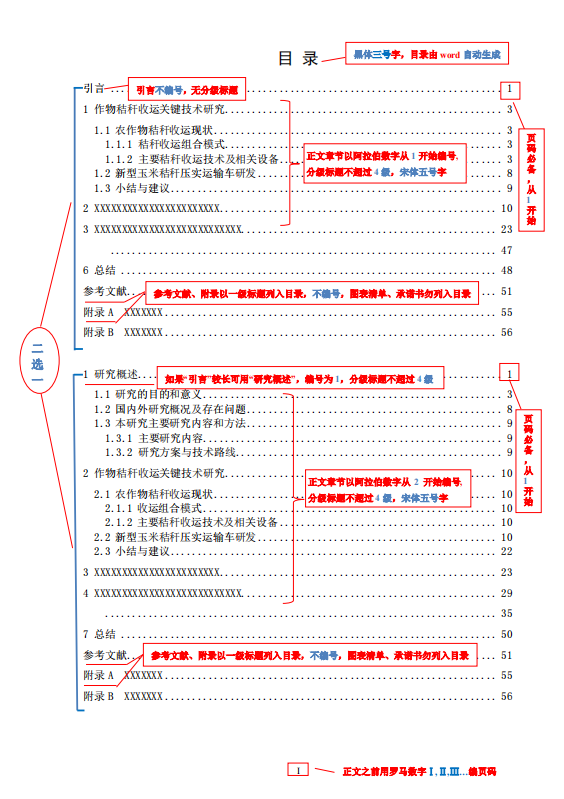 目 录
黑体三号字，目录由 word 自动生成
引言 ........ 1
引言不编号，无分级标题
1 作物秸秆收运关键技术研究........ 3
1.1 农作物秸秆收运现状........ 3
1.1.1 秸秆收运组合模式........ 3
1.1.2 主要秸秆收运技术及相关设备........ 8
1.2 新型玉米秸秆压实运输车研发........ 8
1.3 小结与建议........ 9
正文章节以阿拉伯数字从 1 开始编号,
分级标题不超过 4 级，宋体五号字
页码必备，从 1 开始
2 XXXXXXXXXXXXXXXXXXXXXXX........ 10
3 XXXXXXXXXXXXXXXXXXXXXXXXXXX........ 23
........ 47
6 总结 ........ 48
参考文献........ 51
参考文献、附录以一级标题列入目录，不编号，图表清单、承诺书勿列入目录
附录 A XXXXXXX........ 55
附录 B XXXXXXX........ 56
二选一
1 研究概述........ 1
如果“引言”较长可用“研究概述”，编号为 1，分级标题不超过 4 级
1.1 研究的目的和意义........ 3
1.2 国内外研究概况及存在问题........ 8
1.3 本研究主要研究内容和方法........ 9
1.3.1 主要研究内容........ 9
1.3.2 研究方案与技术路线........ 9
页码必备，从 1 开始
2 作物秸秆收运关键技术研究........ 10
正文章节以阿拉伯数字从 2 开始编号,
分级标题不超过 4 级，宋体五号字
2.1 农作物秸秆收运现状........ 10
2.1.1 收运组合模式........ 10
2.1.2 主要秸秆收运技术及相关设备........ 10
2.2 新型玉米秸秆压实运输车研发........ 10
2.3 小结与建议........ 22
3 XXXXXXXXXXXXXXXXXXXXXXX........ 23
4 XXXXXXXXXXXXXXXXXXXXXXXXXXX........ 29
........ 35
7 总结 ........ 50
参考文献........ 51
参考文献、附录以一级标题列入目录，不编号，图表清单、承诺书勿列入目录
附录 A XXXXXXX........ 55
附录 B XXXXXXX........ 56
I
正文之前用罗马数字Ⅰ,Ⅱ,Ⅲ…编页码